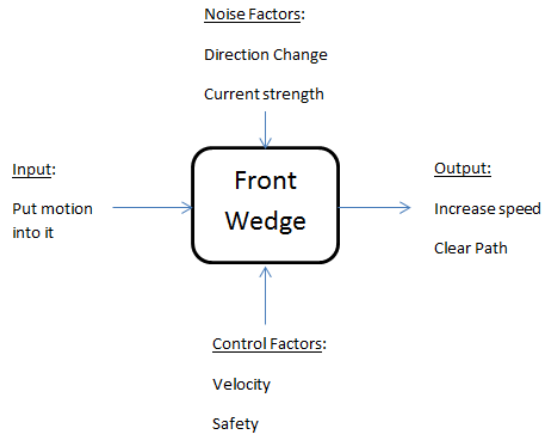 Noise Factors:
Direction Change
Current strength
Input:
Put motion
into it
Front
Wedge
Output:
Increase speed
Clear Path
Control Factors:
Velocity
Safety